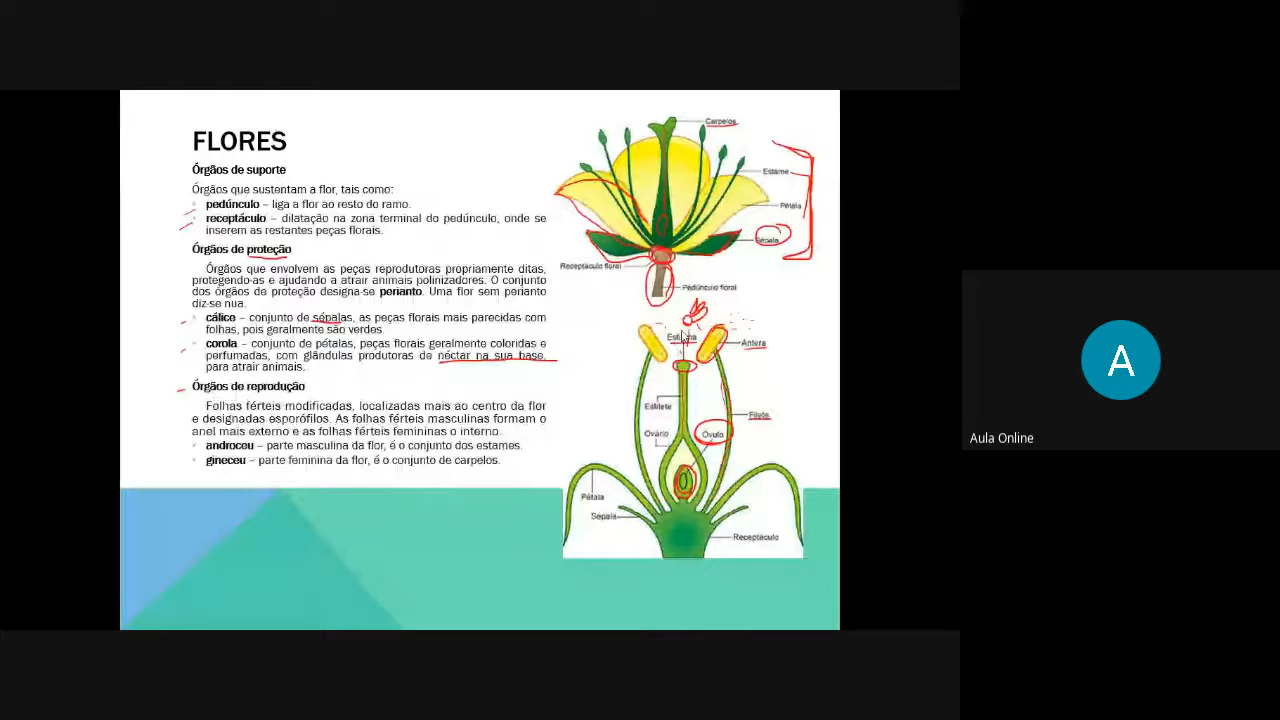 FLORES
Órgãos de suporte
Órgãos que sustentam a flor, tais como:
pedúnculo – liga a flor ao resto do ramo.
receptáculo – dilatação na zona terminal do pedúnculo, onde se
inserem as restantes peças florais.
Órgãos de proteção
Órgãos que envolvem as peças reprodutoras propriamente ditas,
protegendo-as e ajudando a atrair animais polinizadores. O conjunto
dos órgãos de proteção designa-se perianto. Uma flor sem perianto
diz-se nua.
cálice – conjunto de sépalas, as peças florais mais parecidas com
folhas, pois geralmente são verdes.
corola – conjunto de pétalas, peças florais geralmente coloridas e
perfumadas, com glândulas produtoras de néctar na sua base,
para atrair animais.
Órgãos de reprodução
Folhas férteis modificadas, localizadas mais ao centro da flor
e designadas esporófilos. As folhas férteis masculinas formam o
anel mais externo e as folhas férteis femininas o interno.
androceu – parte masculina da flor, é o conjunto dos estames.
gineceu – parte feminina da flor, é o conjunto de carpelos.
Carpelos
Estame
Pétala
Sépala
Receptáculo floral
Pedúnculo floral
Estigma
Antera
Estilete
Filete
Ovário
Óvulo
Pétala
Sépala
Receptáculo
A
Aula Online